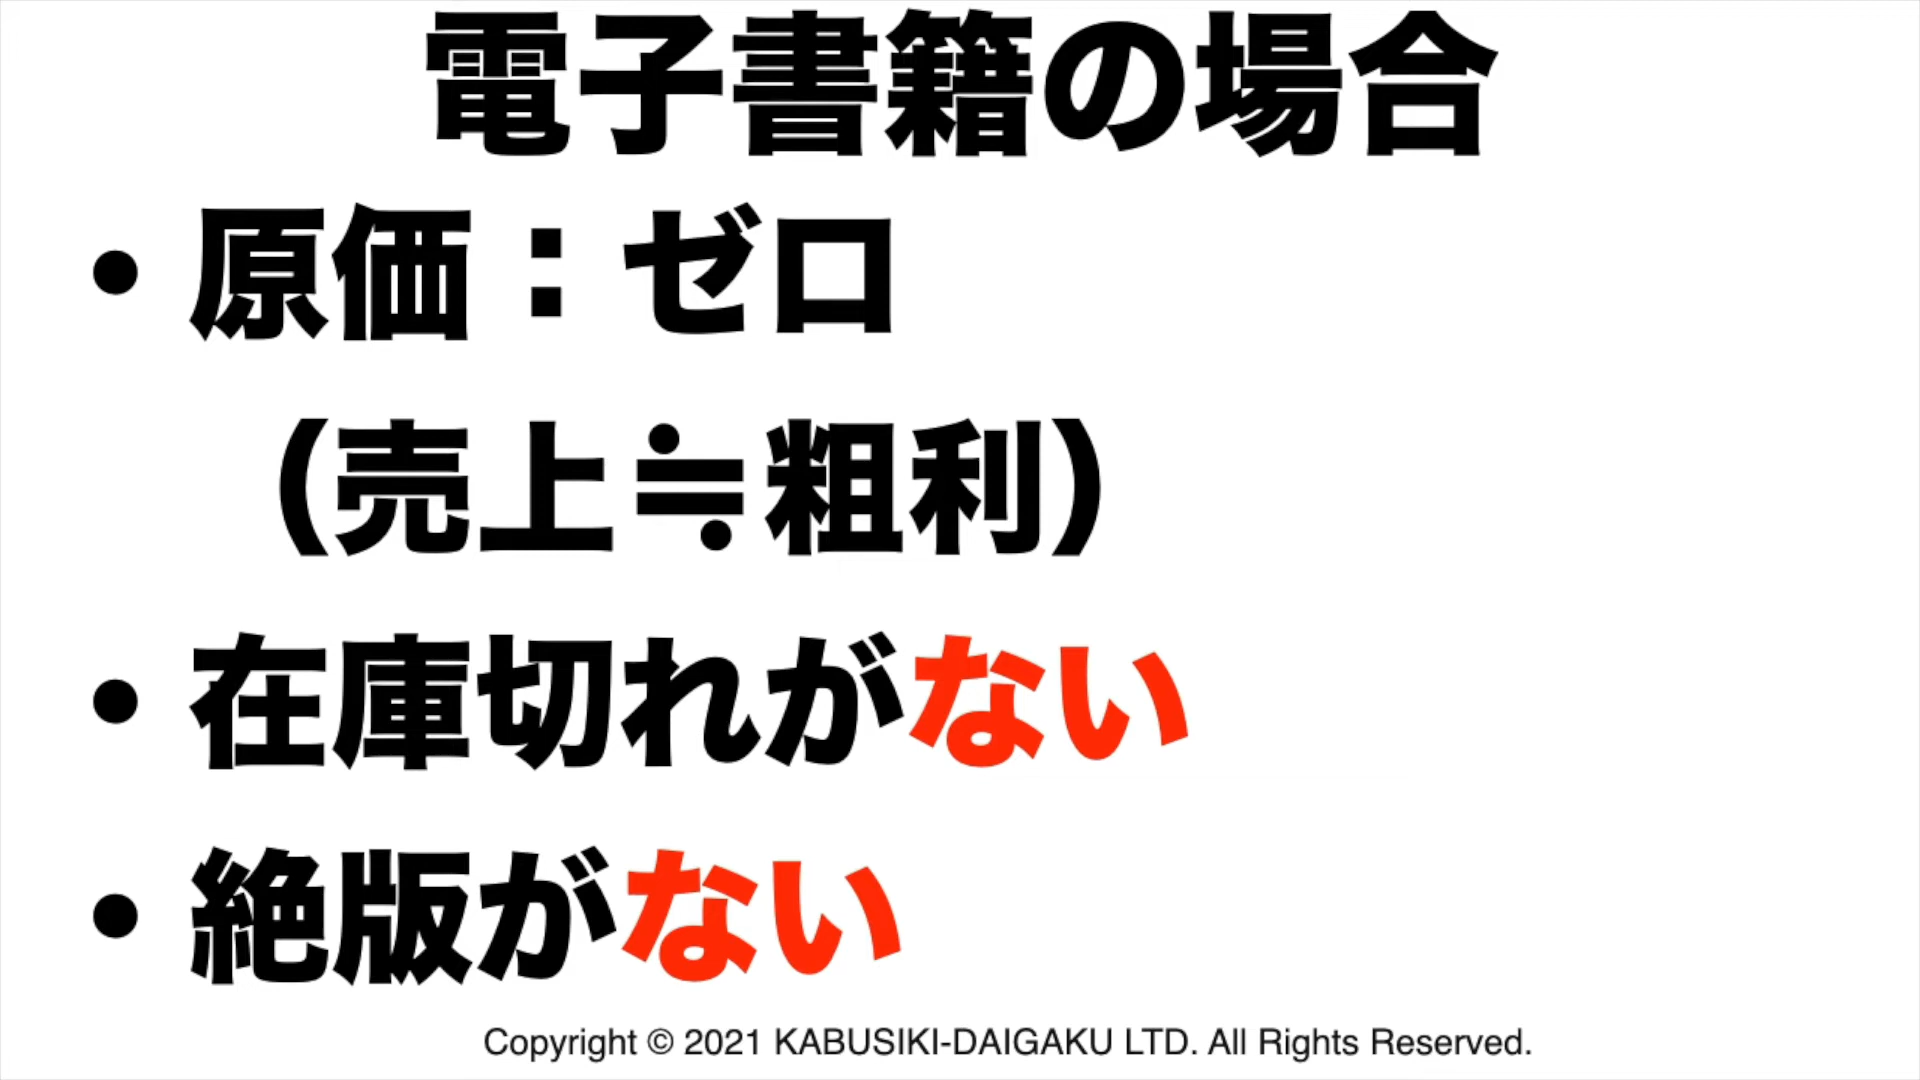 電子書籍の場合
・原価：ゼロ
（売上≒粗利）
・在庫切れがない
・絶版がない
Copyright © 2021 KABUSIKI-DAIGAKU LTD. All Rights Reserved.